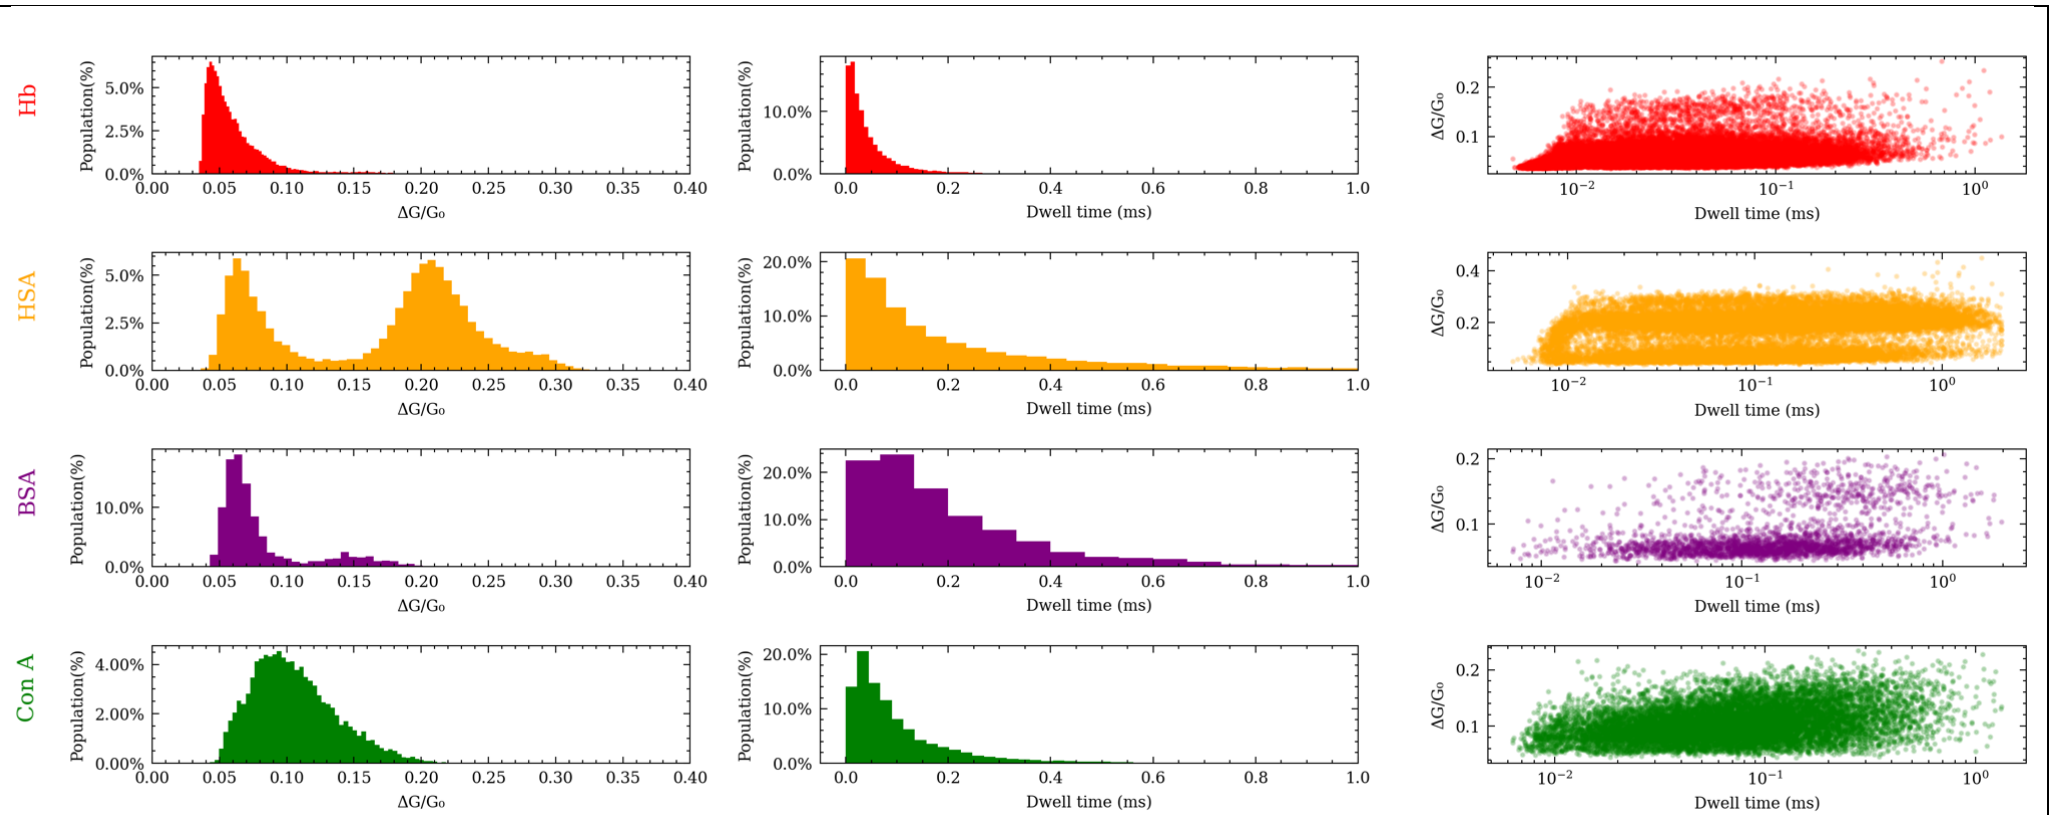 Hb
Population(%)
5.0%
2.5%
0.0%
0.00 0.05 0.10 0.15 0.20 0.25 0.30 0.35 0.40
ΔG/G₀
Population(%)
10.0%
0.0%
0.0 0.2 0.4 0.6 0.8 1.0
Dwell time (ms)
ΔG/G₀
0.2
0.1
10⁻² 10⁻¹ 10⁰
Dwell time (ms)
HSA
Population(%)
5.0%
2.5%
0.0%
0.00 0.05 0.10 0.15 0.20 0.25 0.30 0.35 0.40
ΔG/G₀
Population(%)
20.0%
10.0%
0.0%
0.0 0.2 0.4 0.6 0.8 1.0
Dwell time (ms)
ΔG/G₀
0.4
0.2
10⁻² 10⁻¹ 10⁰
Dwell time (ms)
BSA
Population(%)
10.0%
0.0%
0.00 0.05 0.10 0.15 0.20 0.25 0.30 0.35 0.40
ΔG/G₀
Population(%)
20.0%
10.0%
0.0%
0.0 0.2 0.4 0.6 0.8 1.0
Dwell time (ms)
ΔG/G₀
0.2
0.1
10⁻² 10⁻¹ 10⁰
Dwell time (ms)
Con A
Population(%)
4.00%
2.00%
0.00%
0.00 0.05 0.10 0.15 0.20 0.25 0.30 0.35 0.40
ΔG/G₀
Population(%)
20.0%
10.0%
0.0%
0.0 0.2 0.4 0.6 0.8 1.0
Dwell time (ms)
ΔG/G₀
0.2
0.1
10⁻² 10⁻¹ 10⁰
Dwell time (ms)